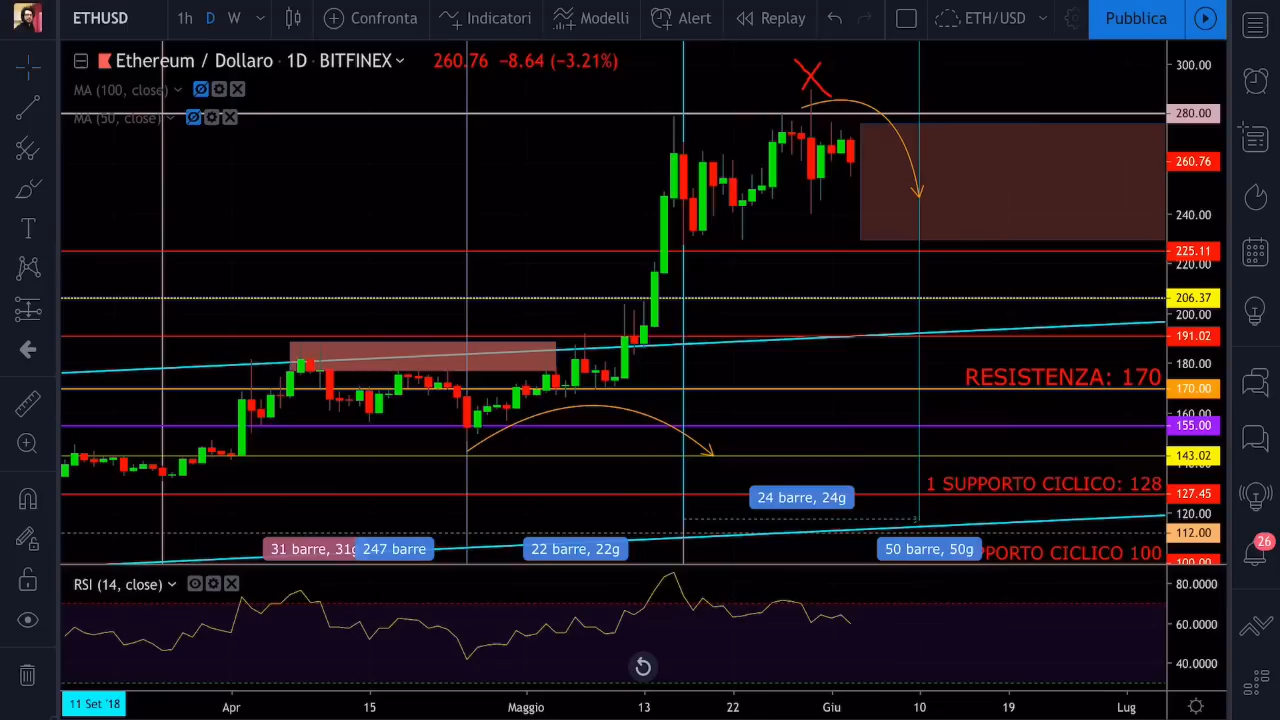 ETHUSD 1h D W Confronta Indicatori Modelli Alert Replay ETH/USD Pubblica
Ethereum / Dollaro · 1D · BITFINEX 260.76 −8.64 (−3.21%)
MA (100, close)
MA (50, close)
300.00
280.00
260.76
240.00
225.11
220.00
206.37
200.00
191.02
180.00
RESISTENZA: 170
170.00
160.00
155.00
143.02
1 SUPPORTO CICLICO: 128
127.45
24 barre, 24g
120.00
112.00
31 barre, 31g 247 barre 22 barre, 22g 50 barre, 50g
PPORTO CICLICO 100
100.00
26
RSI (14, close)
80.0000
60.0000
40.0000
11 Set '18 Apr 15 Maggio 13 22 Giu 10 19 Lug